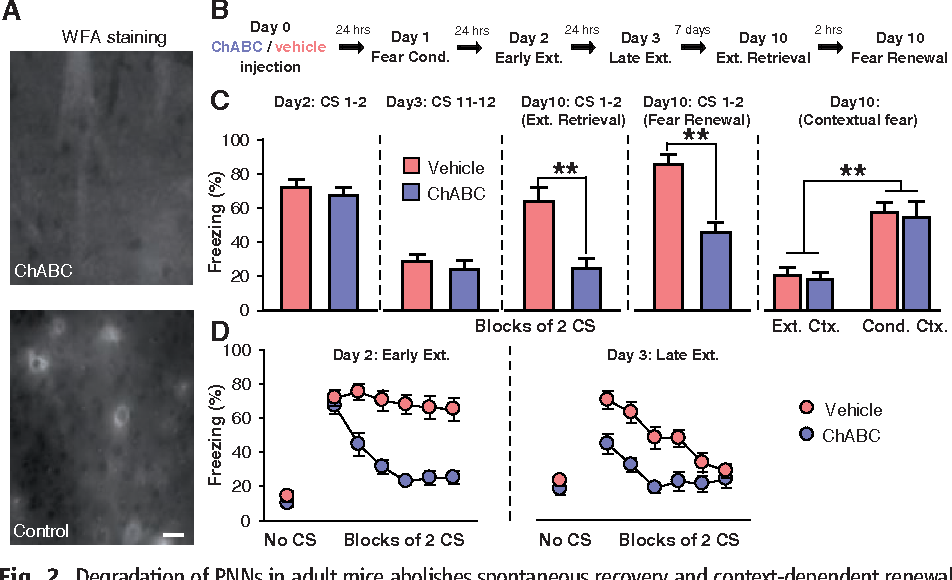 A
WFA staining
ChABC
Control
B
Day 0
ChABC / vehicle
injection
24 hrs
Day 1
Fear Cond.
24 hrs
Day 2
Early Ext.
24 hrs
Day 3
Late Ext.
7 days
Day 10
Ext. Retrieval
2 hrs
Day 10
Fear Renewal
C
Day2: CS 1-2
Day3: CS 11-12
Day10: CS 1-2
(Ext. Retrieval)
Day10: CS 1-2
(Fear Renewal)
Day10:
(Contextual fear)
Freezing (%)
100
80
60
40
20
0
Vehicle
ChABC
**
**
**
Blocks of 2 CS
Ext. Ctx.
Cond. Ctx.
D
Day 2: Early Ext.
Day 3: Late Ext.
Freezing (%)
100
80
60
40
20
0
Vehicle
ChABC
No CS
Blocks of 2 CS
No CS
Blocks of 2 CS
Fig. 2. Degradation of PNNs in adult mice abolishes spontaneous recovery and context-dependent renewal